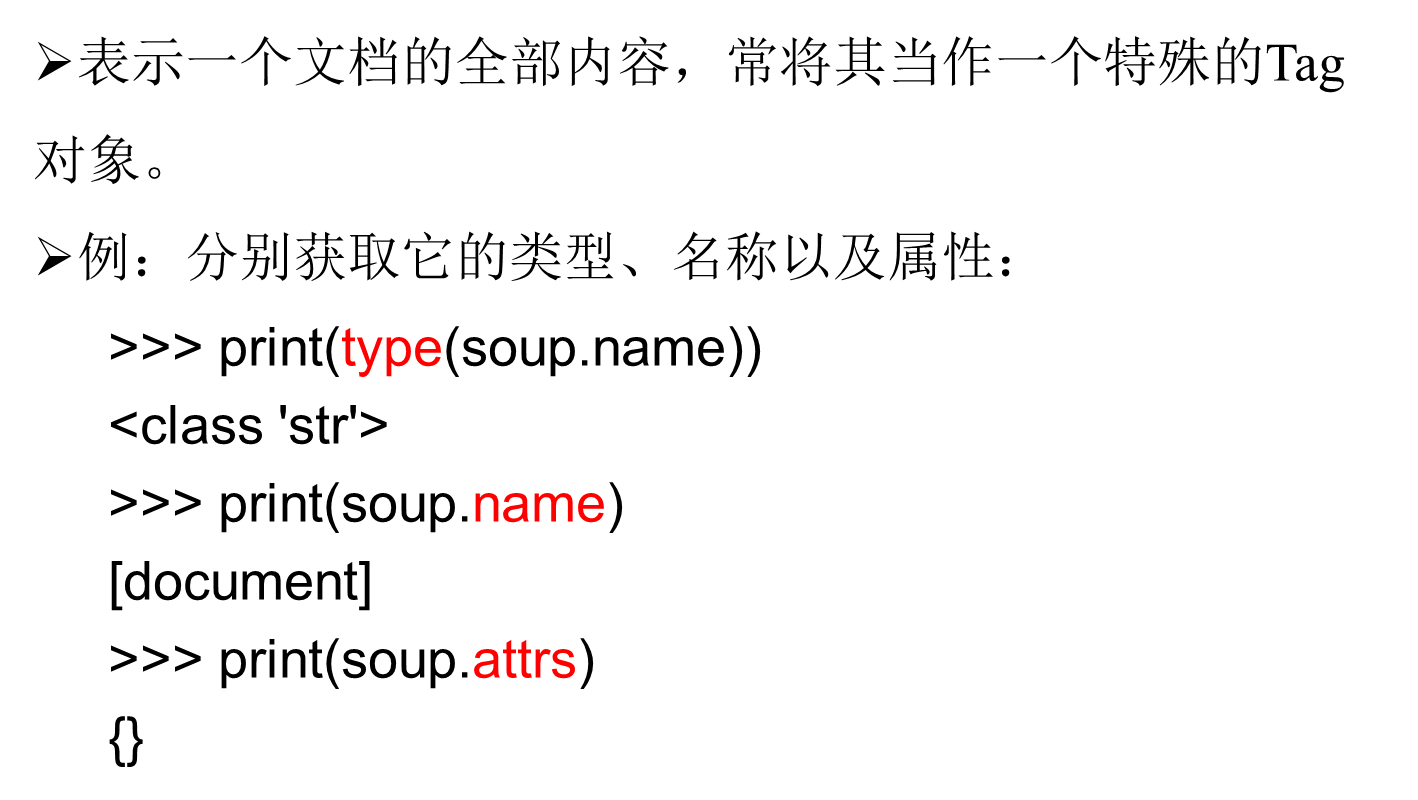 ➢表示一个文档的全部内容，常将其当作一个特殊的Tag
对象。
➢例：分别获取它的类型、名称以及属性：
>>> print(type(soup.name))
<class 'str'>
>>> print(soup.name)
[document]
>>> print(soup.attrs)
{}